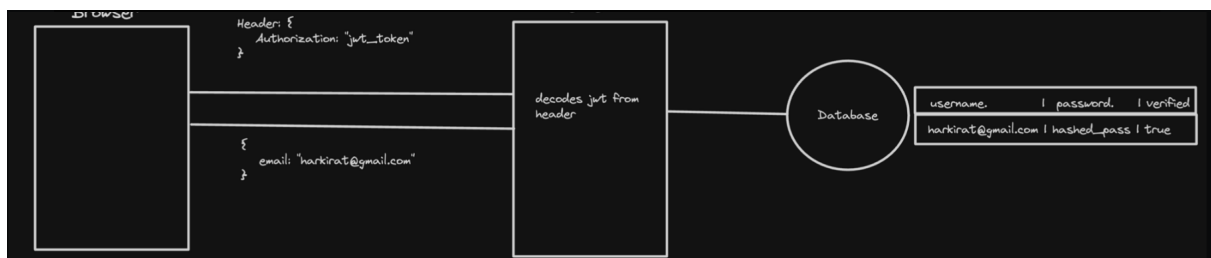 Browser
Header: {
Authorization: "jwt_token"
}
{
email: "harkirat@gmail.com"
}
decodes jwt from
header
Database
username. | password. | verified
harkirat@gmail.com | hashed_pass | true